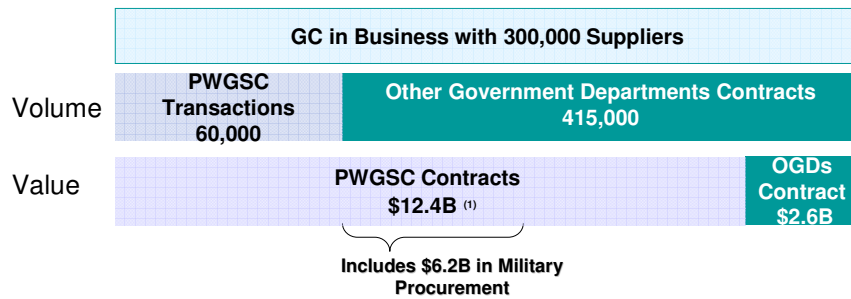 GC in Business with 300,000 Suppliers
Volume
PWGSC
Transactions
60,000
Other Government Departments Contracts
415,000
Value
PWGSC Contracts
$12.4B (1)
OGDs
Contract
$2.6B
Includes $6.2B in Military
Procurement